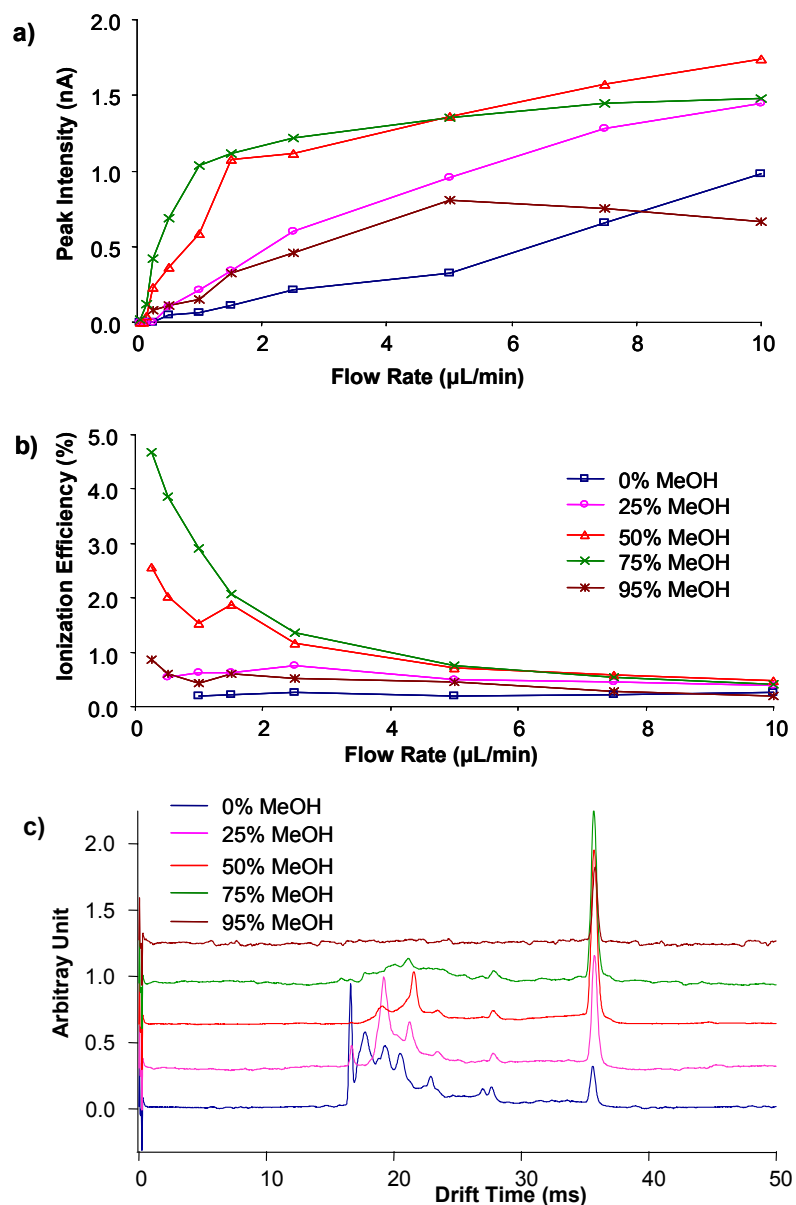 a)
2.0
1.5
1.0
0.5
0.0
Peak Intensity (nA)
0 2 4 6 8 10
Flow Rate (µL/min)
b)
5.0
4.0
3.0
2.0
1.0
0.0
Ionization Efficiency (%)
0% MeOH
25% MeOH
50% MeOH
75% MeOH
95% MeOH
0 2 4 6 8 10
Flow Rate (µL/min)
c)
0% MeOH
25% MeOH
50% MeOH
75% MeOH
95% MeOH
2.0
1.5
1.0
0.5
0.0
Arbitray Unit
0 10 20 30 40 50
Drift Time (ms)